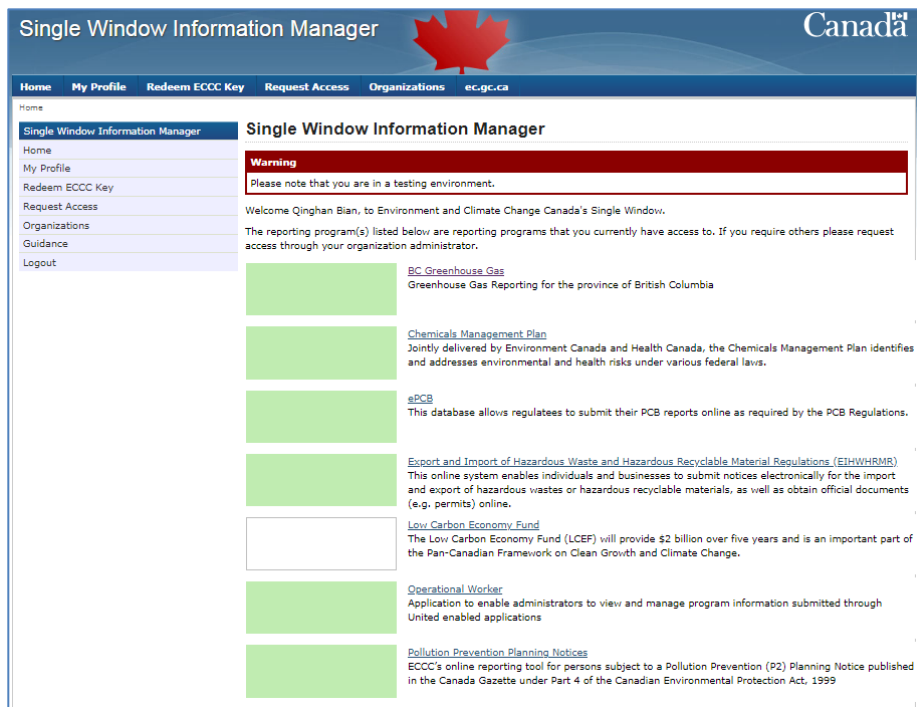 Single Window Information Manager
Canada
Home My Profile Redeem ECCC Key Request Access Organizations ec.gc.ca
Home
Single Window Information Manager
Home
My Profile
Redeem ECCC Key
Request Access
Organizations
Guidance
Logout
Single Window Information Manager
Warning
Please note that you are in a testing environment.
Welcome Qinghan Bian, to Environment and Climate Change Canada's Single Window.
The reporting program(s) listed below are reporting programs that you currently have access to. If you require others please request
access through your organization administrator.
BC Greenhouse Gas
Greenhouse Gas Reporting for the province of British Columbia
Chemicals Management Plan
Jointly delivered by Environment Canada and Health Canada, the Chemicals Management Plan identifies
and addresses environmental and health risks under various federal laws.
ePCB
This database allows regulatees to submit their PCB reports online as required by the PCB Regulations.
Export and Import of Hazardous Waste and Hazardous Recyclable Material Regulations (EIHWHRMR)
This online system enables individuals and businesses to submit notices electronically for the import
and export of hazardous wastes or hazardous recyclable materials, as well as obtain official documents
(e.g. permits) online.
Low Carbon Economy Fund
The Low Carbon Economy Fund (LCEF) will provide $2 billion over five years and is an important part of
the Pan-Canadian Framework on Clean Growth and Climate Change.
Operational Worker
Application to enable administrators to view and manage program information submitted through
United enabled applications
Pollution Prevention Planning Notices
ECCC's online reporting tool for persons subject to a Pollution Prevention (P2) Planning Notice published
in the Canada Gazette under Part 4 of the Canadian Environmental Protection Act, 1999